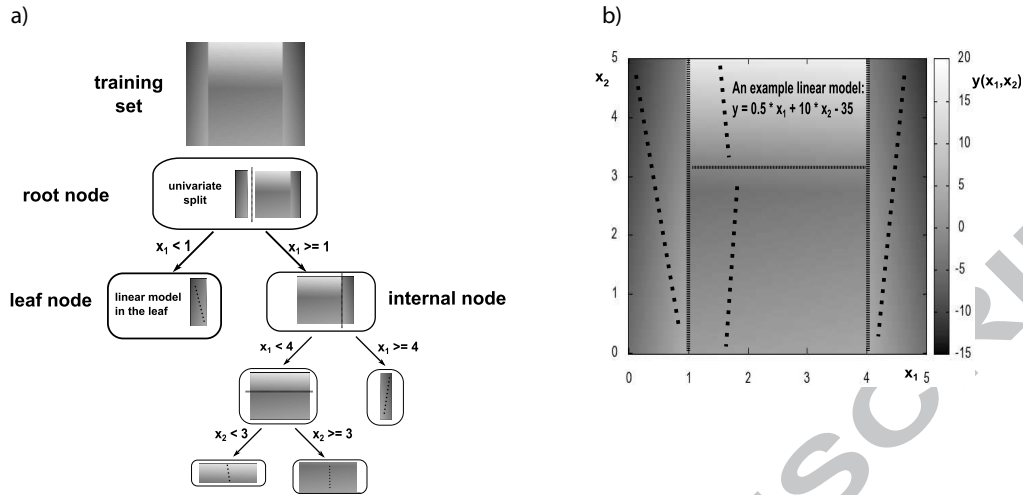 a)
training
set
root node
univariate
split
x1 < 1
x1 >= 1
leaf node
linear model
in the leaf
internal node
x1 < 4
x1 >= 4
x2 < 3
x2 >= 3
b)
x2
5
4
3
2
1
0
0 1 2 3 4 5
x1
An example linear model:
y = 0.5 * x1 + 10 * x2 - 35
y(x1,x2)
20
15
10
5
0
-5
-10
-15
SCRI